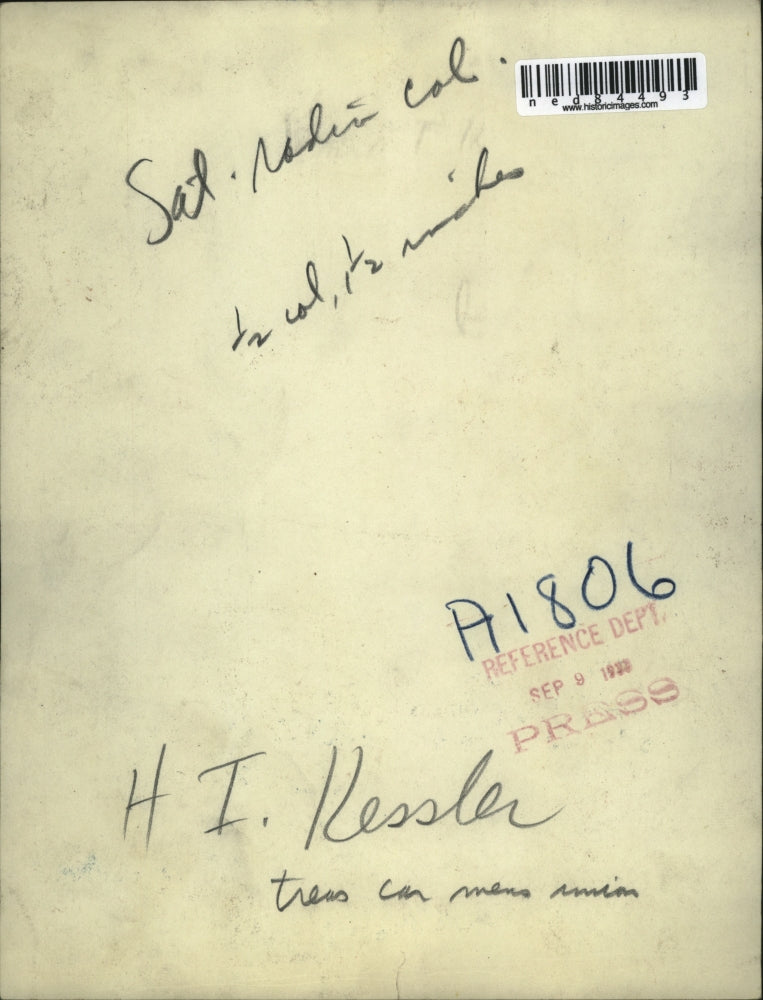 Sat. radio col.
ned84493
www.historicimages.com
½ col, 1½ inches
A1806
REFERENCE DEPT.
SEP 9
PRESS
H I. Kessler
treas car mens union